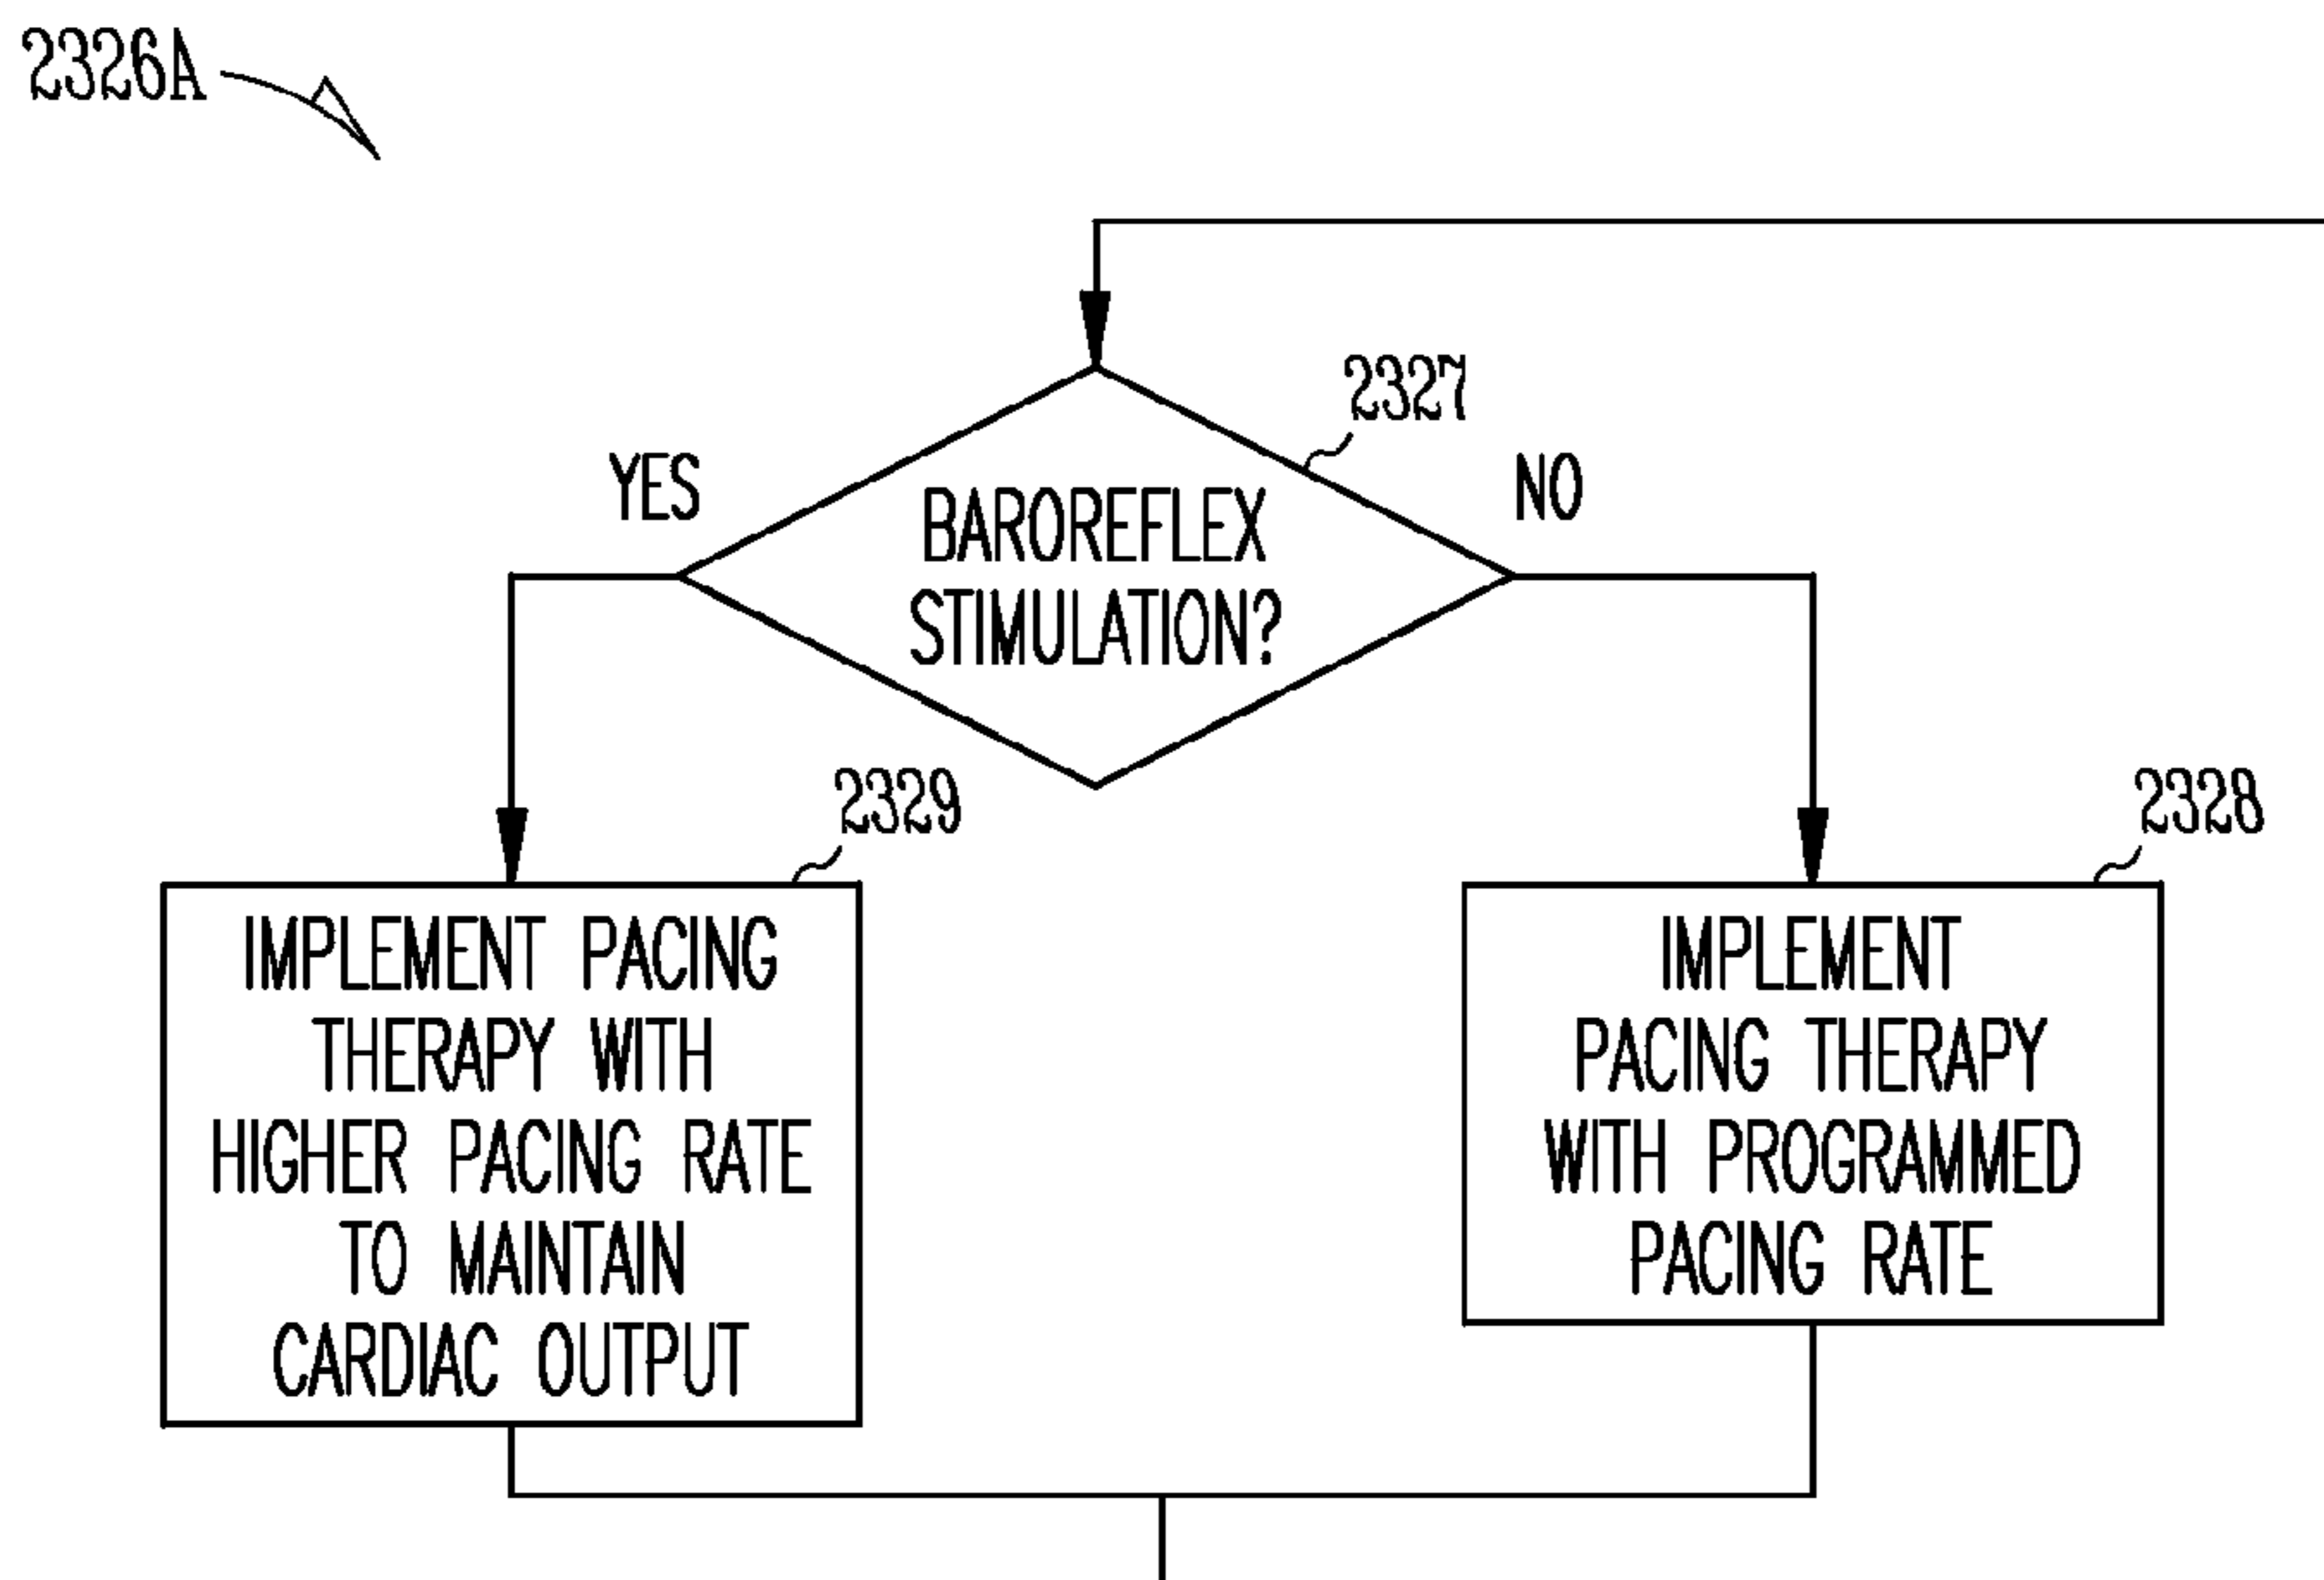 2326A
2327
YES
NO
BAROREFLEX
STIMULATION?
2329
2328
IMPLEMENT PACING
THERAPY WITH
HIGHER PACING RATE
TO MAINTAIN
CARDIAC OUTPUT
IMPLEMENT
PACING THERAPY
WITH PROGRAMMED
PACING RATE